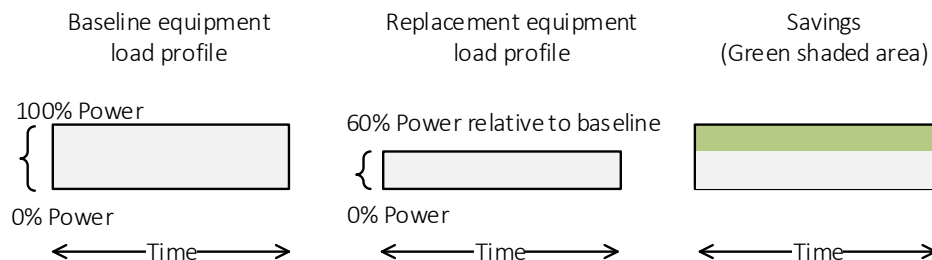 Baseline equipment
load profile
100% Power
0% Power
Time
Replacement equipment
load profile
60% Power relative to baseline
0% Power
Time
Savings
(Green shaded area)
Time